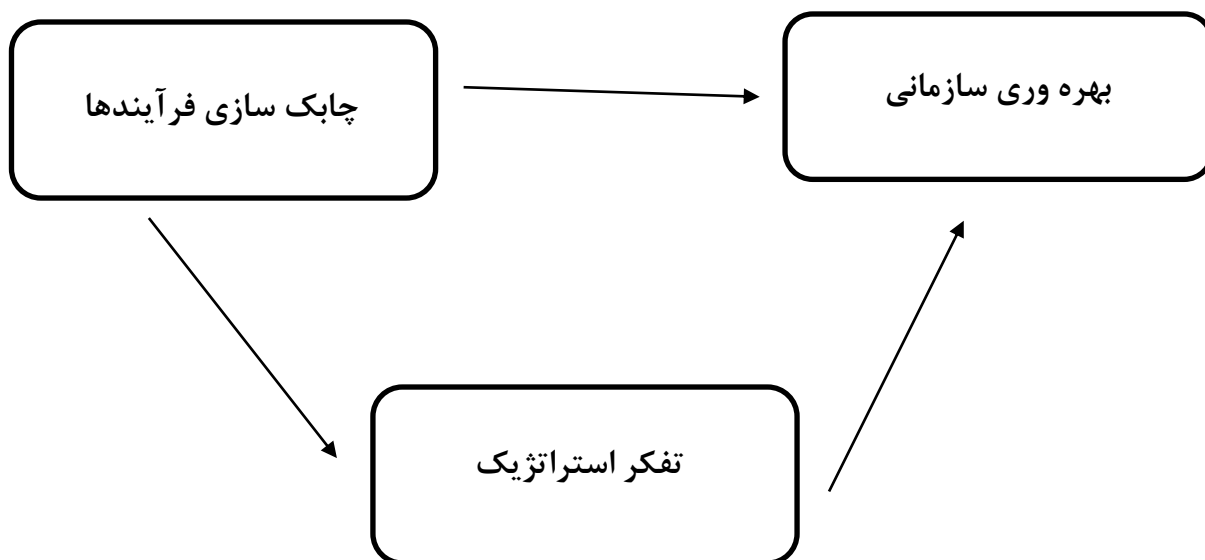 بهره وری سازمانی
چابک سازی فرآیندها
تفکر استراتژیک